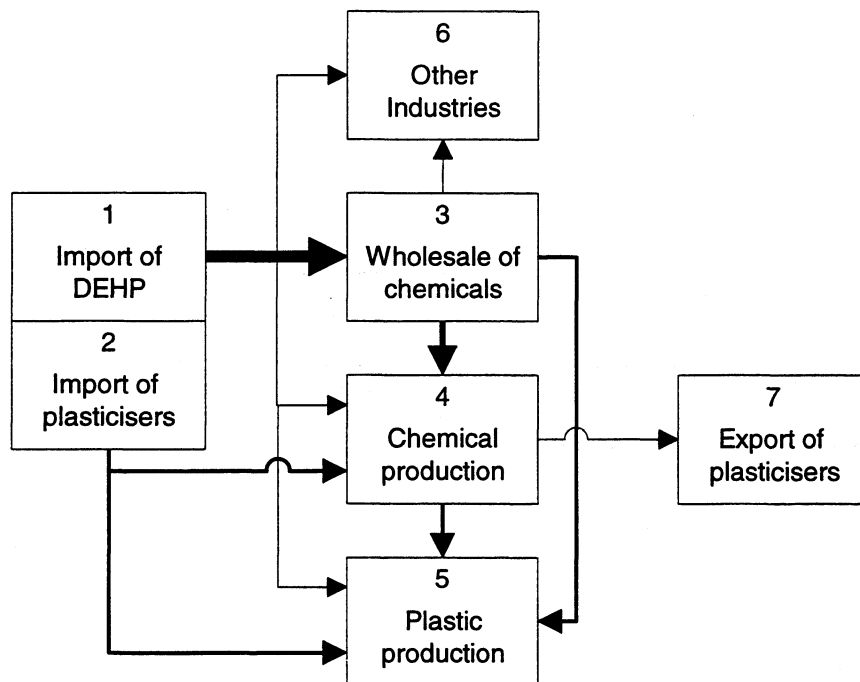 6
Other
Industries
1
Import of
DEHP
3
Wholesale of
chemicals
2
Import of
plasticisers
4
Chemical
production
7
Export of
plasticisers
5
Plastic
production